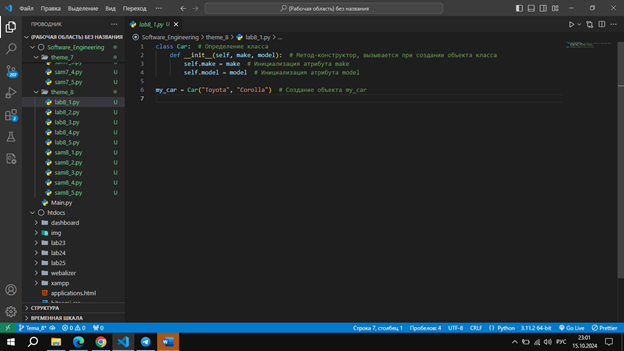 Файл Правка Выделение Вид Переход ··· (Рабочая область) без названия
ПРОВОДНИК ···
(РАБОЧАЯ ОБЛАСТЬ) БЕЗ НАЗВАНИЯ
Software_Engineering
theme_7
sam7_4.py U
sam7_5.py U
theme_8
lab8_1.py U
lab8_2.py U
lab8_3.py U
lab8_4.py U
lab8_5.py U
sam8_1.py U
sam8_2.py U
sam8_3.py U
sam8_4.py U
sam8_5.py U
Main.py
htdocs
dashboard
img
lab23
lab24
lab25
webalizer
xampp
applications.html
СТРУКТУРА
ВРЕМЕННАЯ ШКАЛА
lab8_1.py U
Software_Engineering > theme_8 > lab8_1.py > ...
1 class Car: # Определение класса
2 def __init__(self, make, model): # Метод-конструктор, вызывается при создании объекта класса
3 self.make = make # Инициализация атрибута make
4 self.model = model # Инициализация атрибута model
5
6 my_car = Car("Toyota", "Corolla") # Создание объекта my_car
7
Tema_8* 0 0 0 Строка 7, столбец 1 Пробелов: 4 UTF-8 CRLF Python 3.11.2 64-bit Go Live Prettier
РУС 23:01
15.10.2024